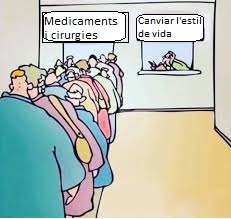 Medicaments
i cirurgies
Canviar l'estil
de vida